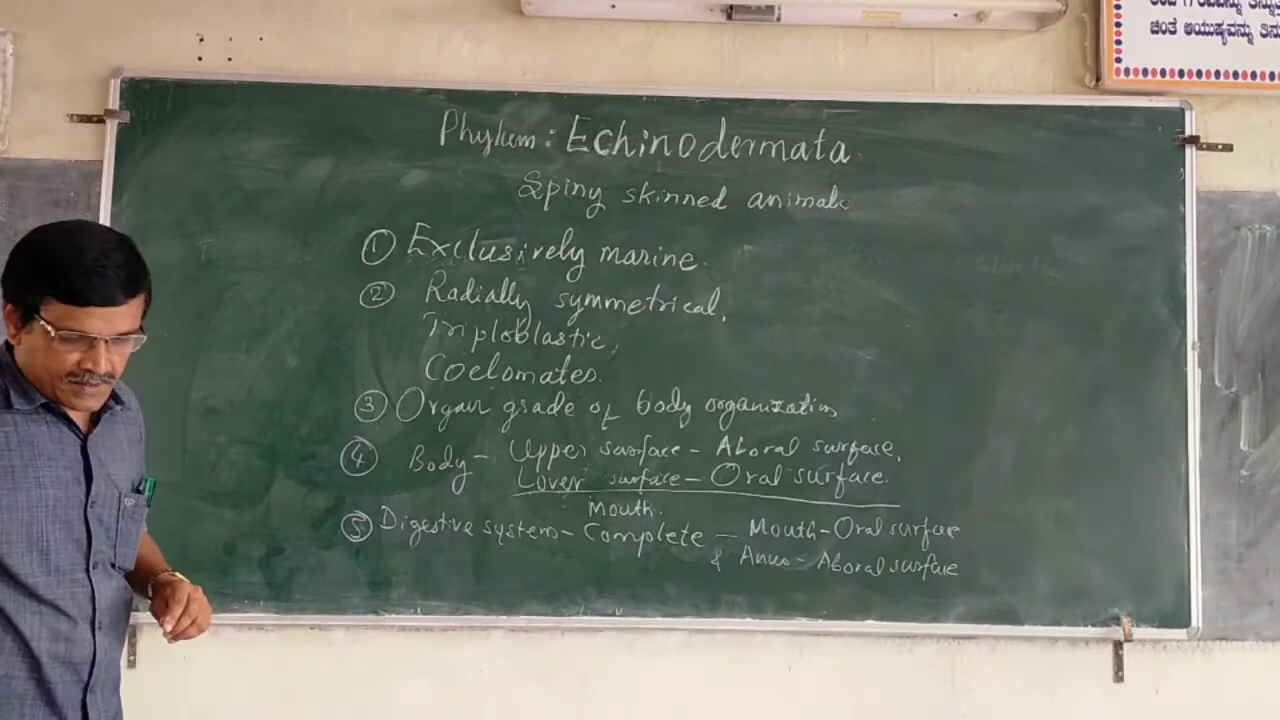 ಚಿಂತೆ ಆಯುಷ್ಯವನ್ನು
Phylum: Echinodermata
Spiny skinned animals
① Exclusively marine.
② Radially symmetrical,
Triploblastic,
Coelomates.
③ Organ grade of body organization
④ Body - Upper surface - Aboral surface,
Lower surface - Oral surface.
Mouth.
⑤ Digestive system - Complete - Mouth - Oral surface
& Anus - Aboral surface